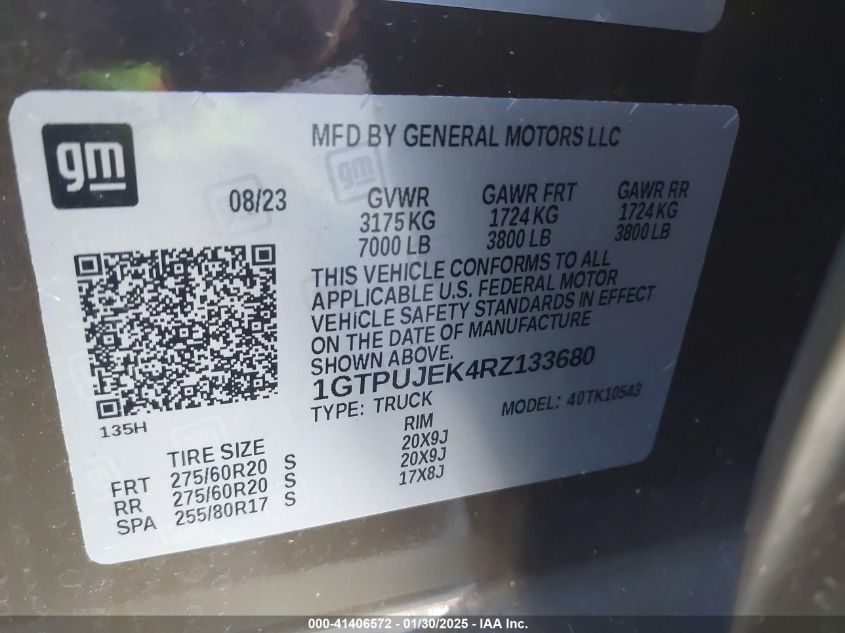 gm
MFD BY GENERAL MOTORS LLC
08/23
GVWR GAWR FRT GAWR RR
3175 KG 1724 KG 1724 KG
7000 LB 3800 LB 3800 LB
THIS VEHICLE CONFORMS TO ALL
APPLICABLE U.S. FEDERAL MOTOR
VEHICLE SAFETY STANDARDS IN EFFECT
ON THE DATE OF MANUFACTURE
SHOWN ABOVE.
1GTPUJEK4RZ133680
TYPE: TRUCK MODEL: 40TK10543
135H
TIRE SIZE RIM
FRT 275/60R20 S 20X9J
RR 275/60R20 S 20X9J
SPA 255/80R17 S 17X8J
000-41406572 — 01/30/2025 — IAA Inc.